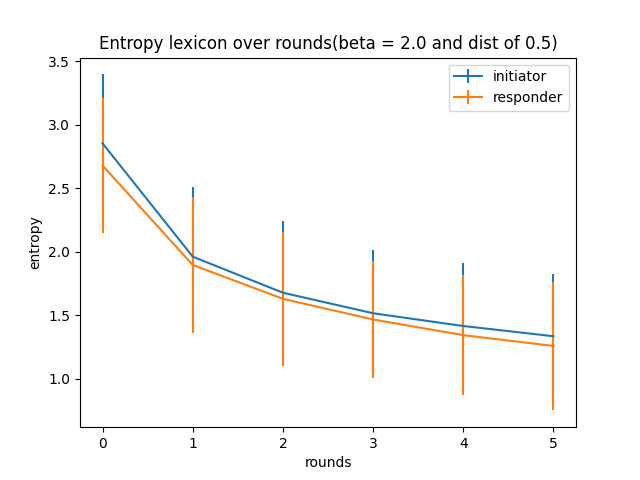 Entropy lexicon over rounds(beta = 2.0 and dist of 0.5)
initiator
responder
3.5
3.0
2.5
2.0
1.5
1.0
entropy
0 1 2 3 4 5
rounds